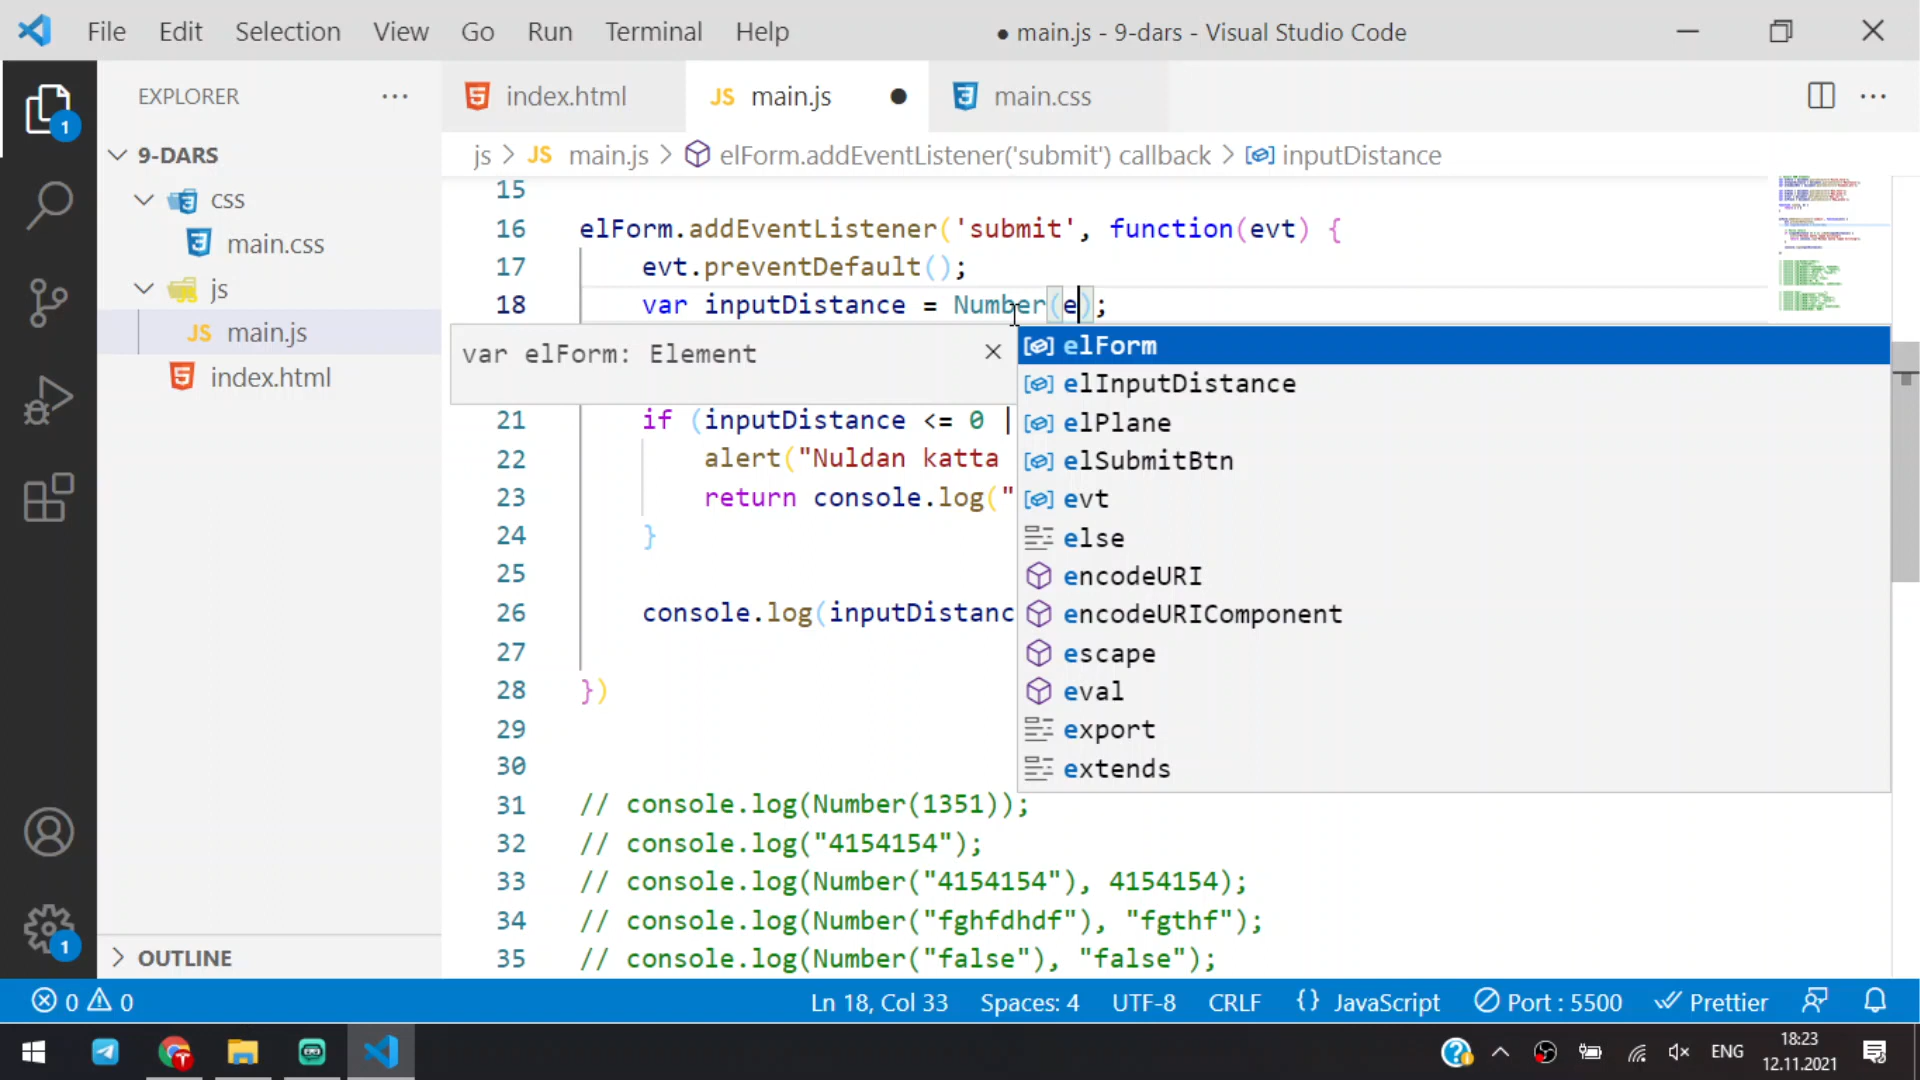 File Edit Selection View Go Run Terminal Help ● main.js - 9-dars - Visual Studio Code
EXPLORER ...
index.html
JS main.js
main.css
9-DARS
css
main.css
js
JS main.js
index.html
OUTLINE
js > JS main.js > elForm.addEventListener('submit') callback > inputDistance
15
16 elForm.addEventListener('submit', function(evt) {
17 evt.preventDefault();
18 var inputDistance = Number(e);
var elForm: Element
21 if (inputDistance <= 0 |
22 alert("Nuldan katta
23 return console.log("
24 }
25
26 console.log(inputDistanc
27
28 })
29
30
31 // console.log(Number(1351));
32 // console.log("4154154");
33 // console.log(Number("4154154"), 4154154);
34 // console.log(Number("fghfdhdf"), "fgthf");
35 // console.log(Number("false"), "false");
elForm
elInputDistance
elPlane
elSubmitBtn
evt
else
encodeURI
encodeURIComponent
escape
eval
export
extends
1
1
0 0 Ln 18, Col 33 Spaces: 4 UTF-8 CRLF {} JavaScript Port : 5500 Prettier
ENG
18:23
12.11.2021